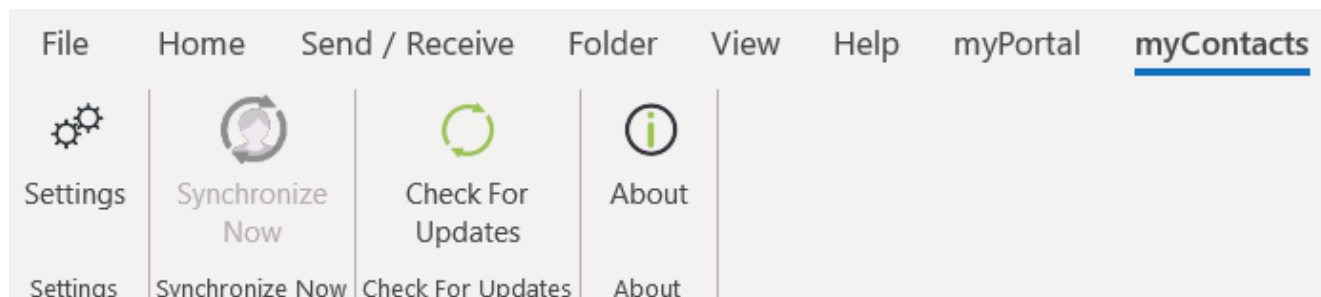 File Home Send / Receive Folder View Help myPortal myContacts
Settings Synchronize Now Check For Updates About
Settings Synchronize Now Check For Updates About